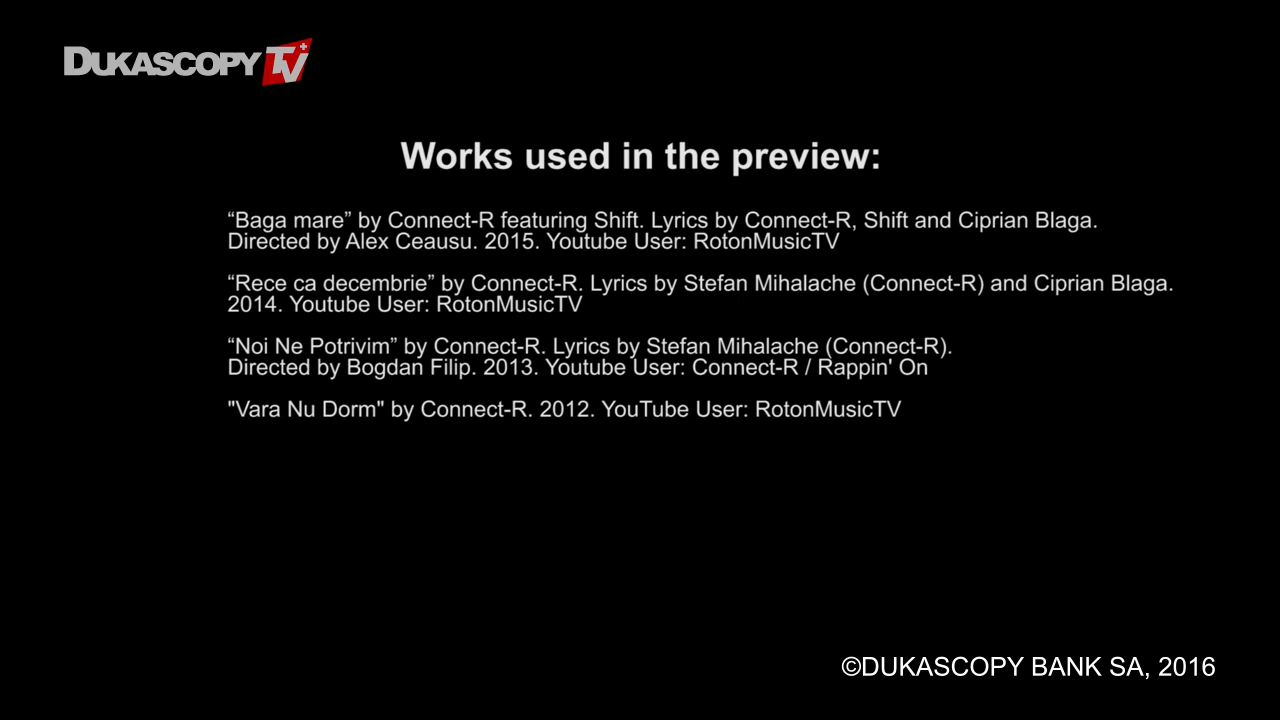 DUKASCOPY TV
Works used in the preview:
“Baga mare” by Connect-R featuring Shift. Lyrics by Connect-R, Shift and Ciprian Blaga.
Directed by Alex Ceausu. 2015. Youtube User: RotonMusicTV
“Rece ca decembrie” by Connect-R. Lyrics by Stefan Mihalache (Connect-R) and Ciprian Blaga.
2014. Youtube User: RotonMusicTV
“Noi Ne Potrivim” by Connect-R. Lyrics by Stefan Mihalache (Connect-R).
Directed by Bogdan Filip. 2013. Youtube User: Connect-R / Rappin' On
"Vara Nu Dorm" by Connect-R. 2012. YouTube User: RotonMusicTV
©DUKASCOPY BANK SA, 2016